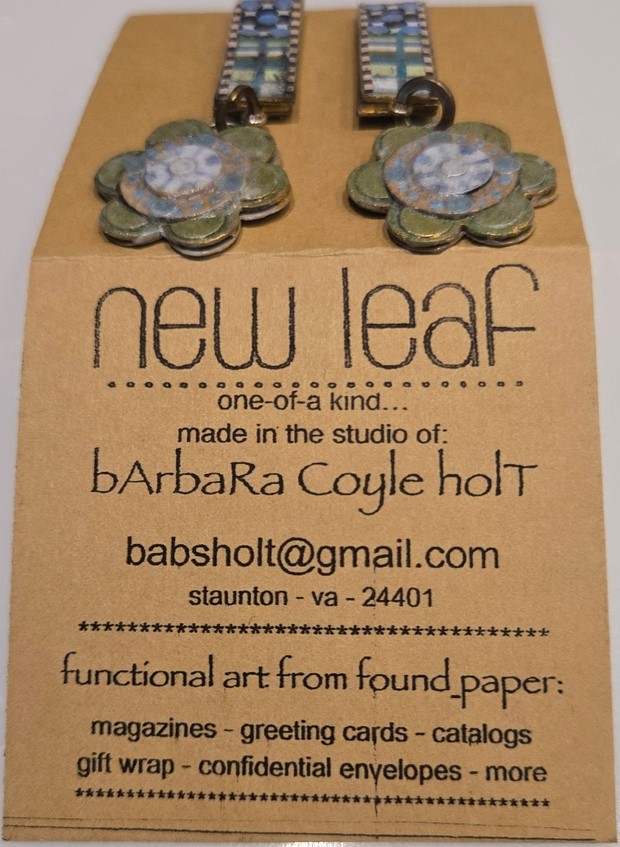 new leaf
one-of-a kind...
made in the studio of:
bArbaRa Coyle holT
babsholt@gmail.com
staunton - va - 24401
**************************************
functional art from found paper:
magazines - greeting cards - catalogs
gift wrap - confidential envelopes - more
**************************************